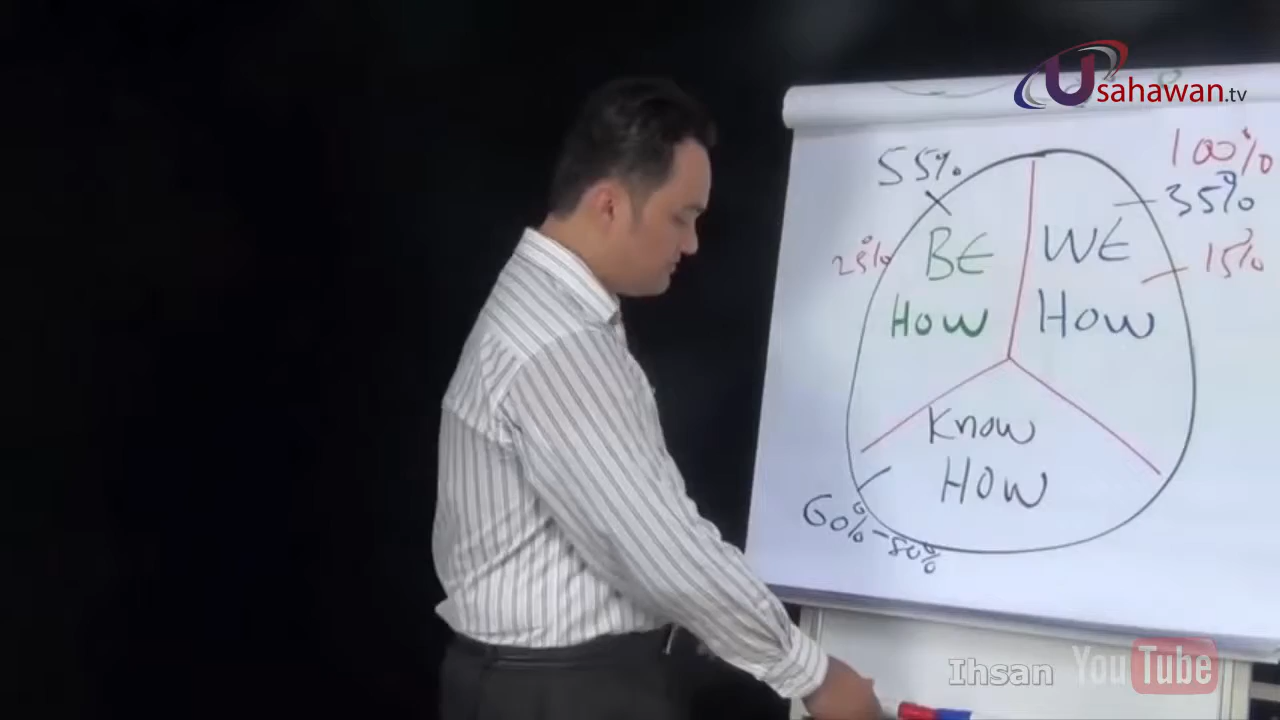 Usahawan.tv
100%
55%
35%
BE
HOW
WE
HOW
25%
15%
Know
HOW
60%-80%
Ihsan YouTube